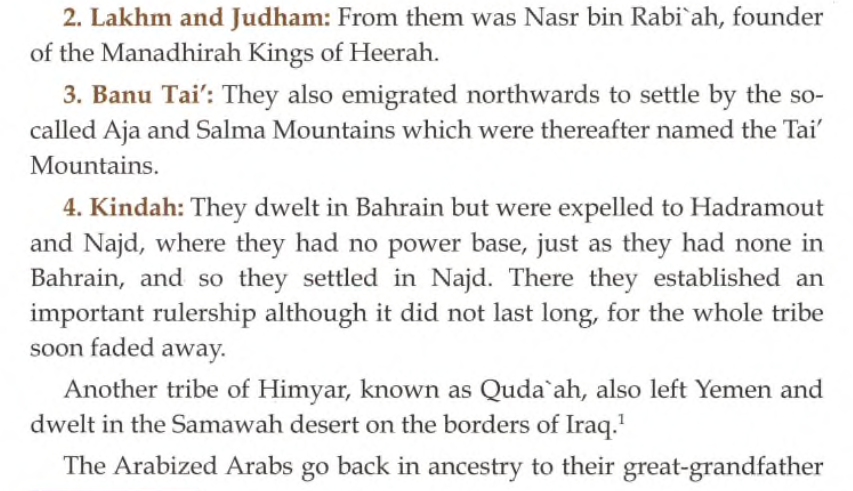 2. Lakhm and Judham: From them was Nasr bin Rabi`ah, founder
of the Manadhirah Kings of Heerah.
3. Banu Tai’: They also emigrated northwards to settle by the so-
called Aja and Salma Mountains which were thereafter named the Tai’
Mountains.
4. Kindah: They dwelt in Bahrain but were expelled to Hadramout
and Najd, where they had no power base, just as they had none in
Bahrain, and so they settled in Najd. There they established an
important rulership although it did not last long, for the whole tribe
soon faded away.
Another tribe of Himyar, known as Quda`ah, also left Yemen and
dwelt in the Samawah desert on the borders of Iraq.¹
The Arabized Arabs go back in ancestry to their great-grandfather